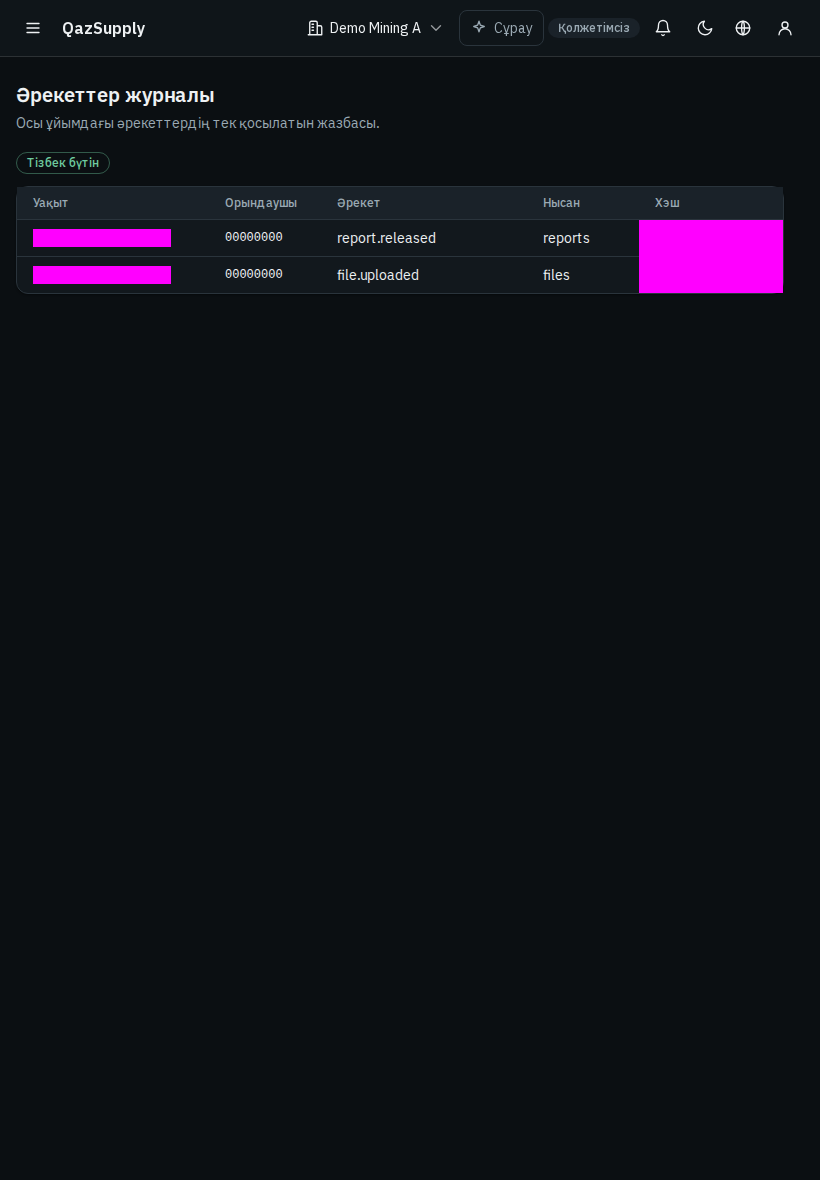 QazSupply Demo Mining A Сұрау Қолжетімсіз
Әрекеттер журналы
Осы ұйымдағы әрекеттердің тек қосылатын жазбасы.
Тізбек бүтін
Уақыт Орындаушы Әрекет Нысан Хэш
00000000 report.released reports
00000000 file.uploaded files